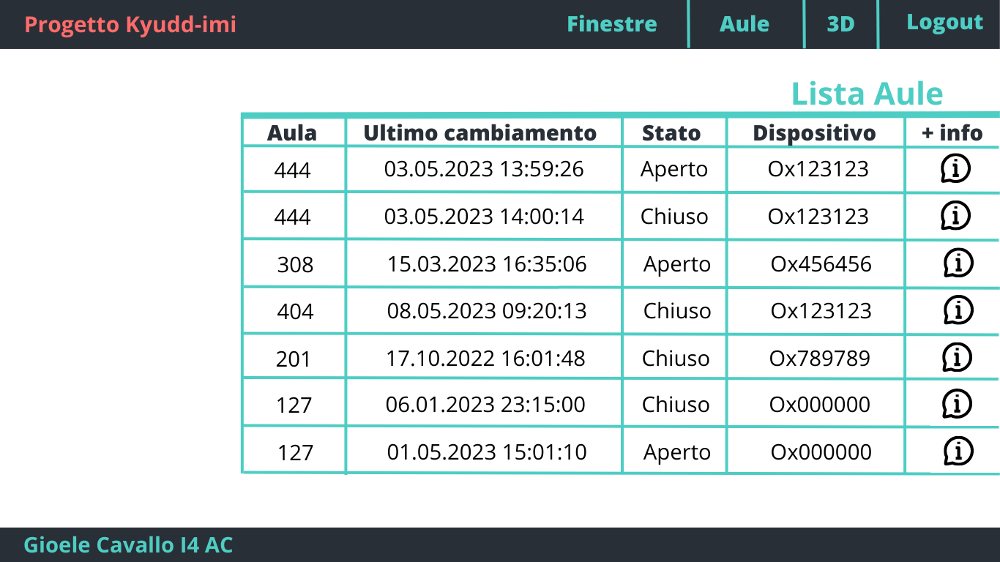 Progetto Kyudd-imi Finestre Aule 3D Logout
Lista Aule
Aula Ultimo cambiamento Stato Dispositivo + info
444 03.05.2023 13:59:26 Aperto Ox123123
444 03.05.2023 14:00:14 Chiuso Ox123123
308 15.03.2023 16:35:06 Aperto Ox456456
404 08.05.2023 09:20:13 Chiuso Ox123123
201 17.10.2022 16:01:48 Chiuso Ox789789
127 06.01.2023 23:15:00 Chiuso Ox000000
127 01.05.2023 15:01:10 Aperto Ox000000
Gioele Cavallo I4 AC